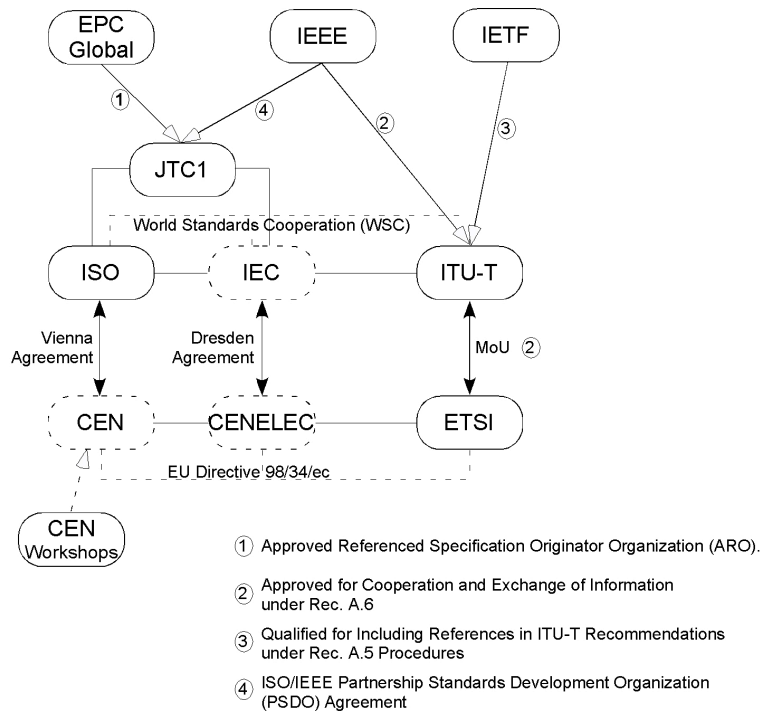 EPC
Global
IEEE
IETF
1
4
2
3
JTC1
World Standards Cooperation (WSC)
ISO
IEC
ITU-T
Vienna
Agreement
Dresden
Agreement
MoU 2
CEN
CENELEC
ETSI
EU Directive 98/34/ec
CEN
Workshops
1 Approved Referenced Specification Originator Organization (ARO).
2 Approved for Cooperation and Exchange of Information
under Rec. A.6
3 Qualified for Including References in ITU-T Recommendations
under Rec. A.5 Procedures
4 ISO/IEEE Partnership Standards Development Organization
(PSDO) Agreement